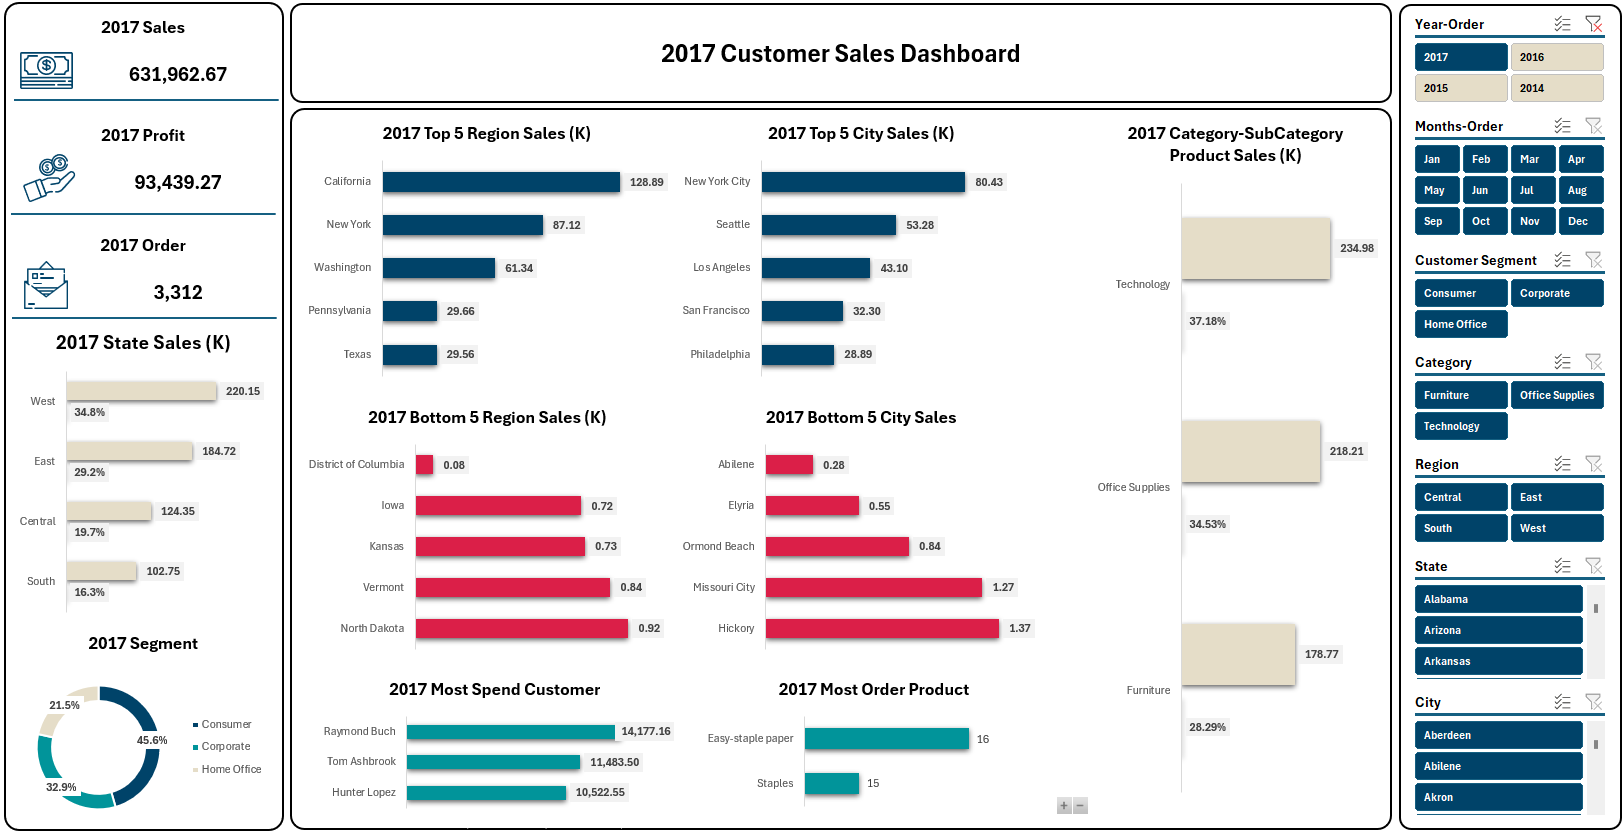 2017 Sales
631,962.67
2017 Profit
93,439.27
2017 Order
3,312
2017 State Sales (K)
West
220.15
34.8%
East
184.72
29.2%
Central
124.35
19.7%
South
102.75
16.3%
2017 Segment
21.5%
45.6%
32.9%
Consumer
Corporate
Home Office
2017 Customer Sales Dashboard
2017 Top 5 Region Sales (K)
California 128.89
New York 87.12
Washington 61.34
Pennsylvania 29.66
Texas 29.56
2017 Top 5 City Sales (K)
New York City 80.43
Seattle 53.28
Los Angeles 43.10
San Francisco 32.30
Philadelphia 28.89
2017 Bottom 5 Region Sales (K)
District of Columbia 0.08
Iowa 0.72
Kansas 0.73
Vermont 0.84
North Dakota 0.92
2017 Bottom 5 City Sales
Abilene 0.28
Elyria 0.55
Ormond Beach 0.84
Missouri City 1.27
Hickory 1.37
2017 Most Spend Customer
Raymond Buch 14,177.16
Tom Ashbrook 11,483.50
Hunter Lopez 10,522.55
2017 Most Order Product
Easy-staple paper 16
Staples 15
2017 Category-SubCategory
Product Sales (K)
234.98
Technology
37.18%
218.21
Office Supplies
34.53%
178.77
Furniture
28.29%
+ −
Year-Order
2017 2016
2015 2014
Months-Order
Jan Feb Mar Apr
May Jun Jul Aug
Sep Oct Nov Dec
Customer Segment
Consumer Corporate
Home Office
Category
Furniture Office Supplies
Technology
Region
Central East
South West
State
Alabama
Arizona
Arkansas
City
Aberdeen
Abilene
Akron